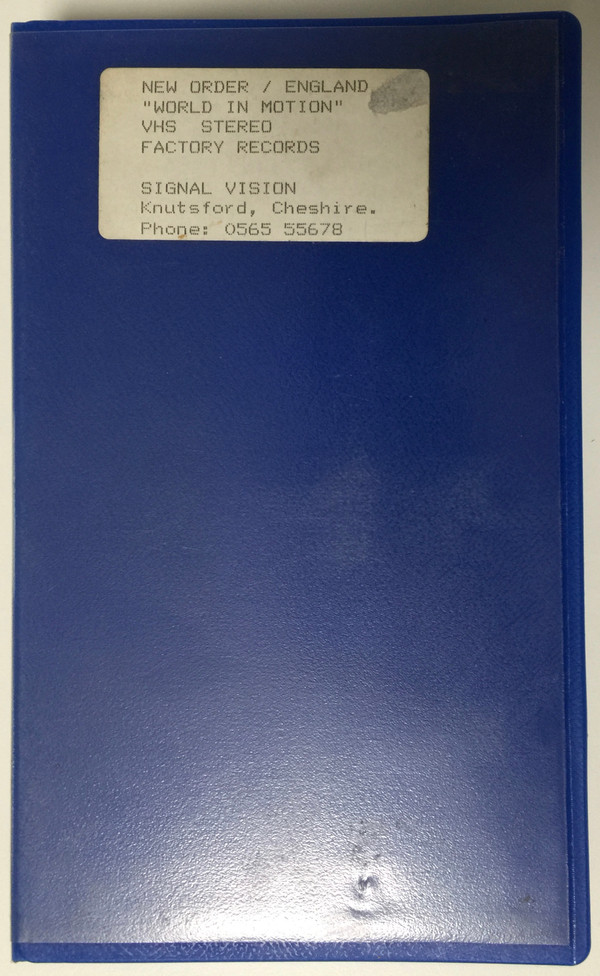 NEW ORDER / ENGLAND
"WORLD IN MOTION"
VHS STEREO
FACTORY RECORDS
SIGNAL VISION
Knutsford, Cheshire.
Phone: 0565 55678